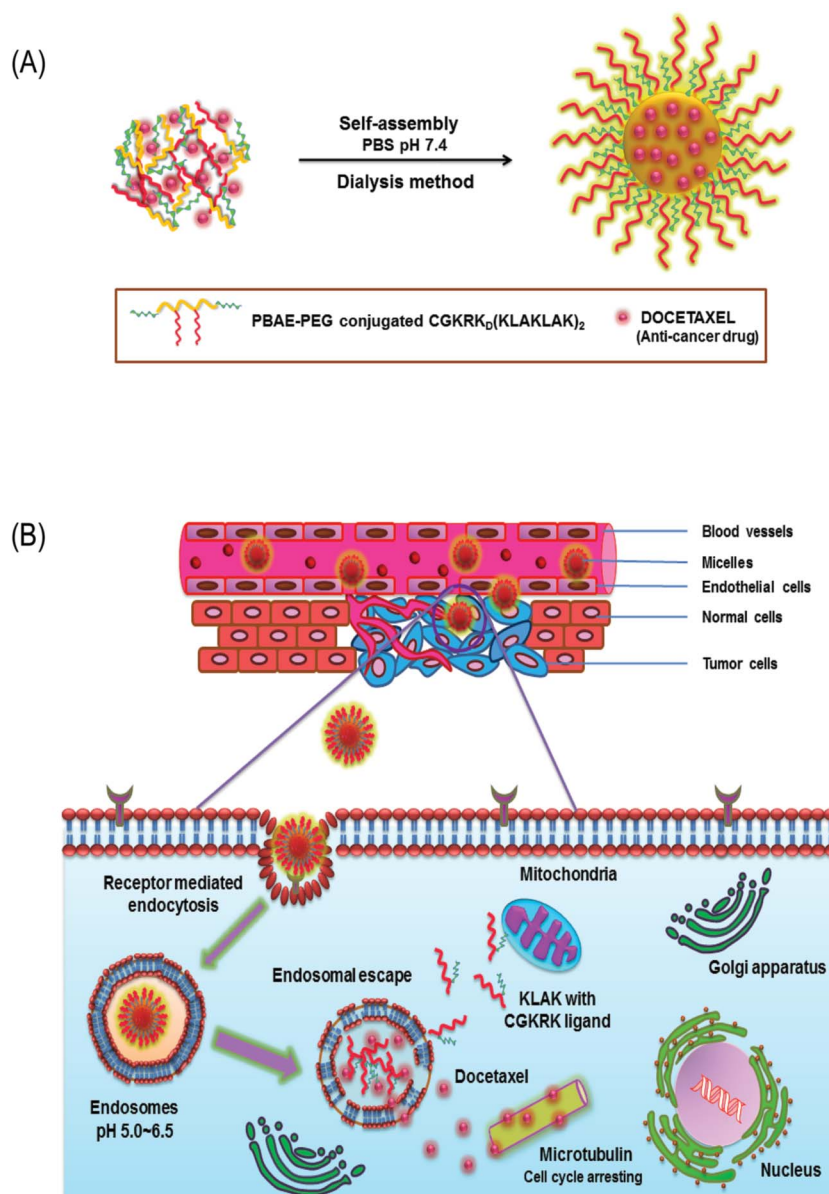 (A)
Self-assembly
PBS pH 7.4
Dialysis method
PBAE-PEG conjugated CGKRK_D(KLAKLAK)_2
DOCETAXEL
(Anti-cancer drug)
(B)
Blood vessels
Micelles
Endothelial cells
Normal cells
Tumor cells
Receptor mediated
endocytosis
Mitochondria
Golgi apparatus
Endosomal escape
KLAK with
CGKRK ligand
Docetaxel
Endosomes
pH 5.0~6.5
Microtubulin
Cell cycle arresting
Nucleus